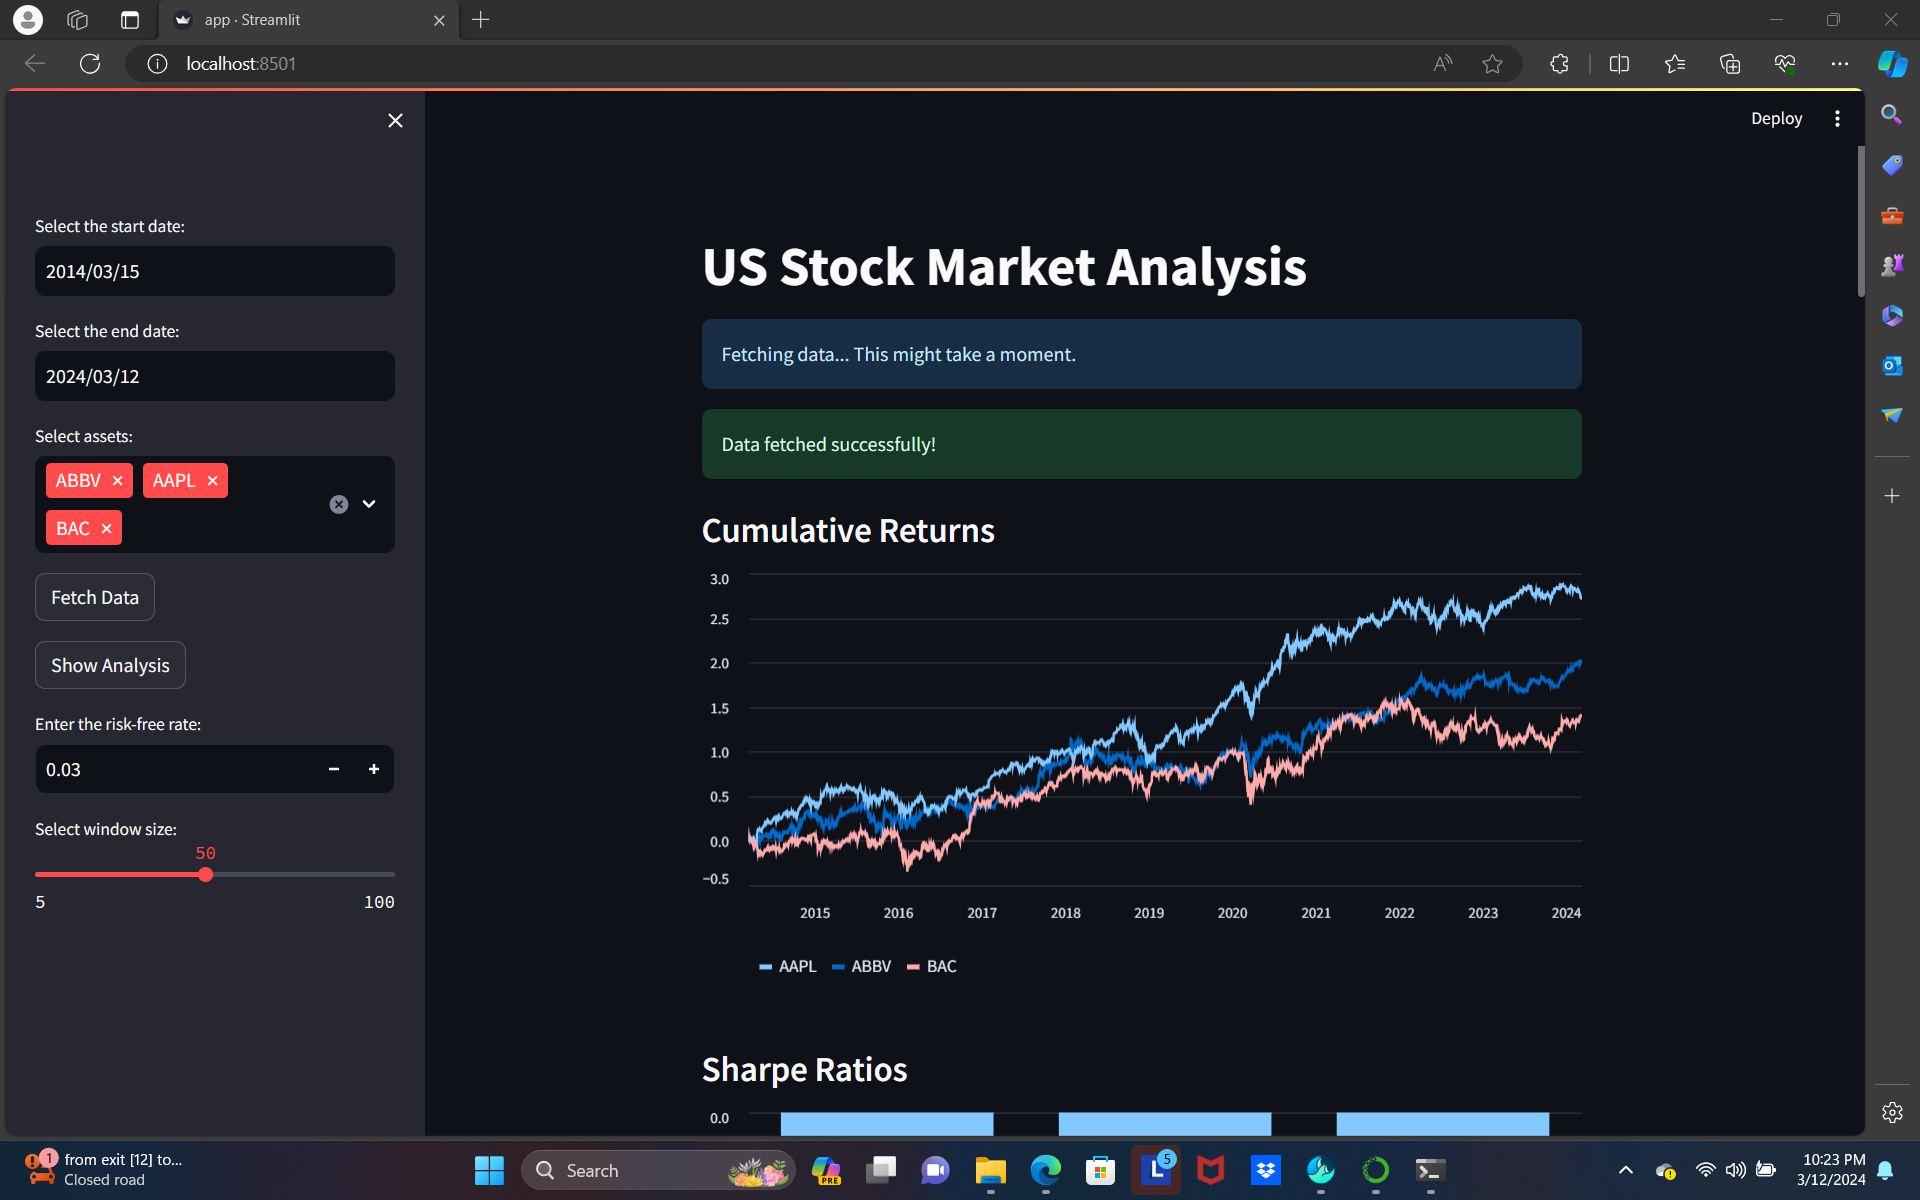 app · Streamlit
localhost:8501
Deploy
Select the start date:
2014/03/15
Select the end date:
2024/03/12
Select assets:
ABBV
AAPL
BAC
Fetch Data
Show Analysis
Enter the risk-free rate:
0.03
Select window size:
50
5
100
US Stock Market Analysis
Fetching data... This might take a moment.
Data fetched successfully!
Cumulative Returns
3.0
2.5
2.0
1.5
1.0
0.5
0.0
−0.5
2015 2016 2017 2018 2019 2020 2021 2022 2023 2024
AAPL ABBV BAC
Sharpe Ratios
0.0
1
from exit [12] to...
Closed road
Search
PRE
L
5
10:23 PM
3/12/2024